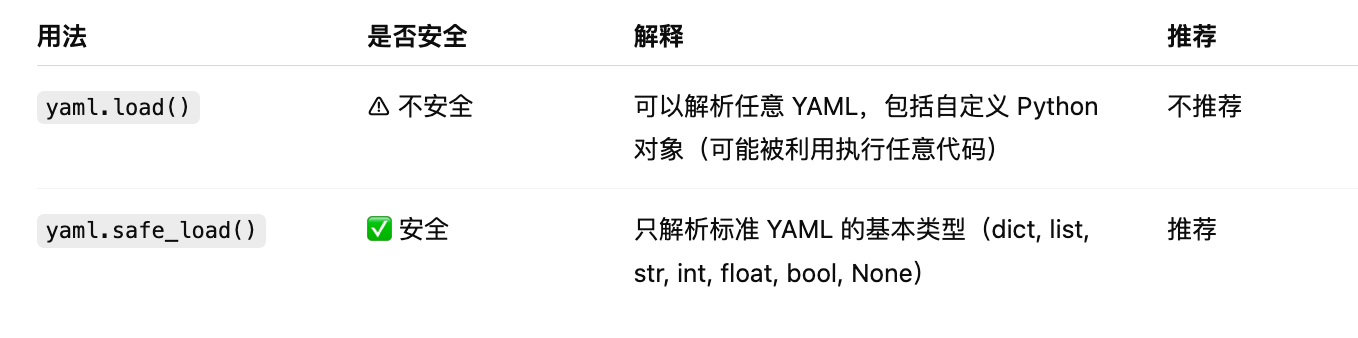 用法 是否安全 解释 推荐
yaml.load() ⚠ 不安全 可以解析任意 YAML，包括自定义 Python 不推荐
对象（可能被利用执行任意代码）
yaml.safe_load() ✅ 安全 只解析标准 YAML 的基本类型（dict, list, 推荐
str, int, float, bool, None）